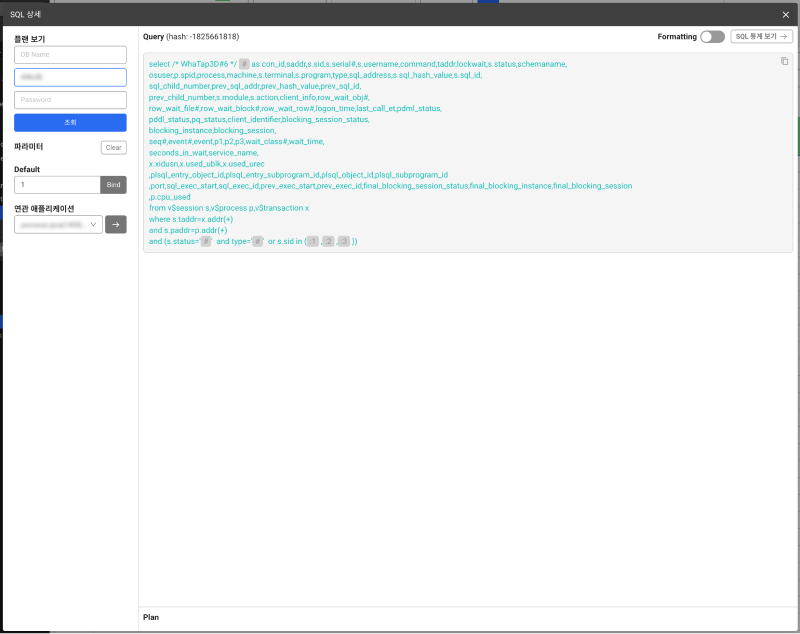 SQL 상세
플랜 보기
DB Name
Password
조회
파라미터
Clear
Default
1
Bind
연관 애플리케이션
Query (hash: -1825661818)
Formatting
SQL 통계 보기
select /* WhaTap3D#6 */ # as con_id,saddr,s.sid,s.serial#,s.username,command,taddr,lockwait,s.status,schemaname,
osuser,p.spid,process,machine,s.terminal,s.program,type,sql_address,s.sql_hash_value,s.sql_id,
sql_child_number,prev_sql_addr,prev_hash_value,prev_sql_id,
prev_child_number,s.module,s.action,client_info,row_wait_obj#,
row_wait_file#,row_wait_block#,row_wait_row#,logon_time,last_call_et,pdml_status,
pddl_status,pq_status,client_identifier,blocking_session_status,
blocking_instance,blocking_session,
seq#,event#,event,p1,p2,p3,wait_class#,wait_time,
seconds_in_wait,service_name,
x.xidusn,x.used_ublk,x.used_urec
,plsql_entry_object_id,plsql_entry_subprogram_id,plsql_object_id,plsql_subprogram_id
,port,sql_exec_start,sql_exec_id,prev_exec_start,prev_exec_id,final_blocking_session_status,final_blocking_instance,final_blocking_session
,p.cpu_used
from v$session s,v$process p,v$transaction x
where s.taddr=x.addr(+)
and s.paddr=p.addr(+)
and (s.status='#' and type='#' or s.sid in ( :1 , :2 , :3 ))
Plan